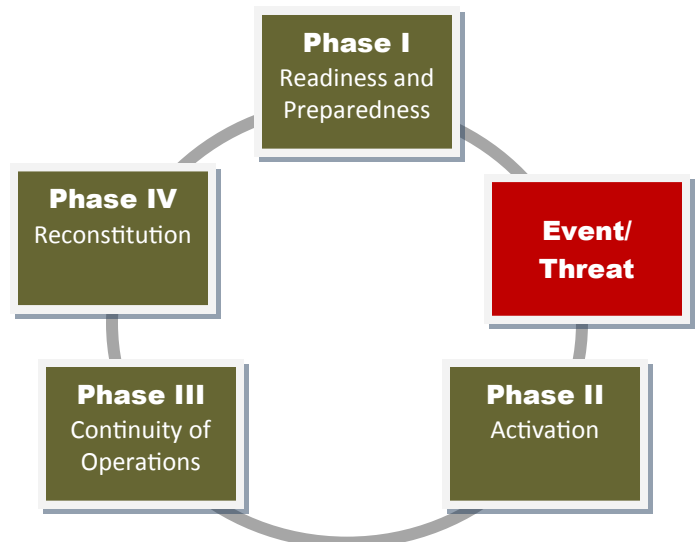 Phase I
Readiness and
Preparedness
Event/
Threat
Phase II
Activation
Phase III
Continuity of
Operations
Phase IV
Reconstitution